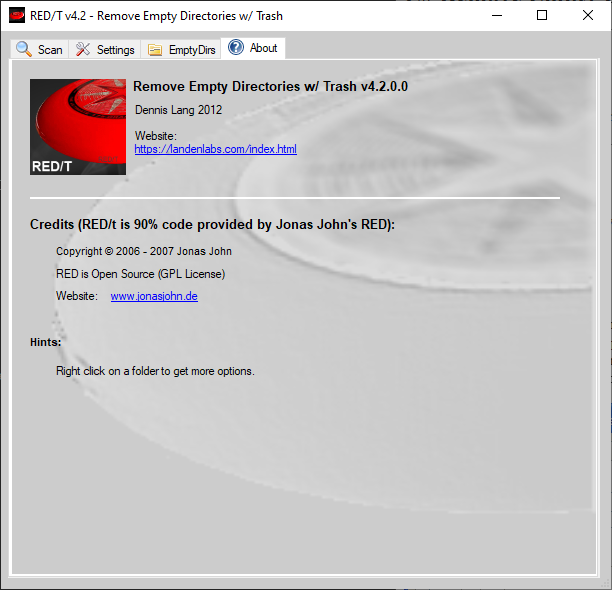 RED/T v4.2 - Remove Empty Directories w/ Trash
Scan Settings EmptyDirs About
RED/T
Remove Empty Directories w/ Trash v4.2.0.0
Dennis Lang 2012
Website:
https://landenlabs.com/index.html
Credits (RED/t is 90% code provided by Jonas John's RED):
Copyright © 2006 - 2007 Jonas John
RED is Open Source (GPL License)
Website: www.jonasjohn.de
Hints:
Right click on a folder to get more options.